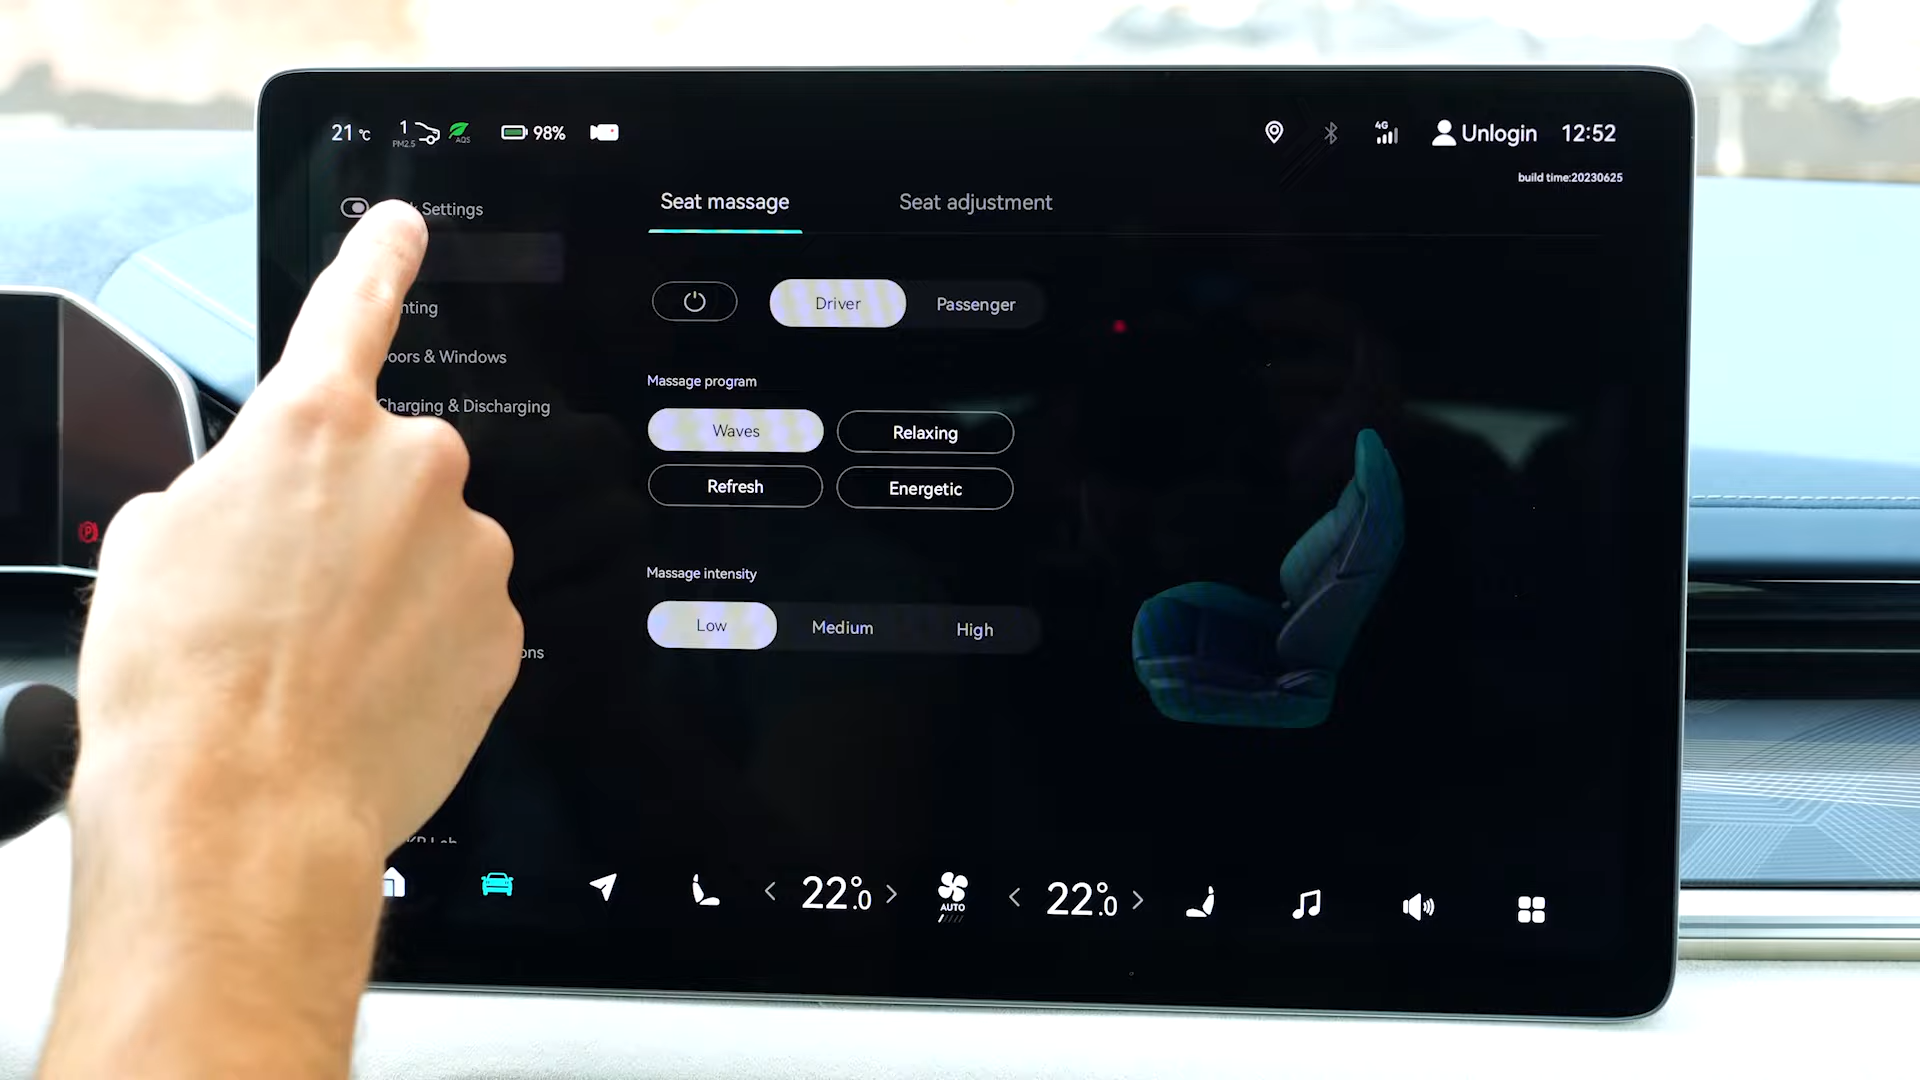 21 °C 1 PM2.5 AQS 98% 4G Unlogin 12:52
build time:20230625
Settings
Seat massage Seat adjustment
Driver Passenger
Doors & Windows
Massage program
Charging & Discharging
Waves Relaxing
Refresh Energetic
P
Massage intensity
Low Medium High
22°.0 AUTO 22°.0